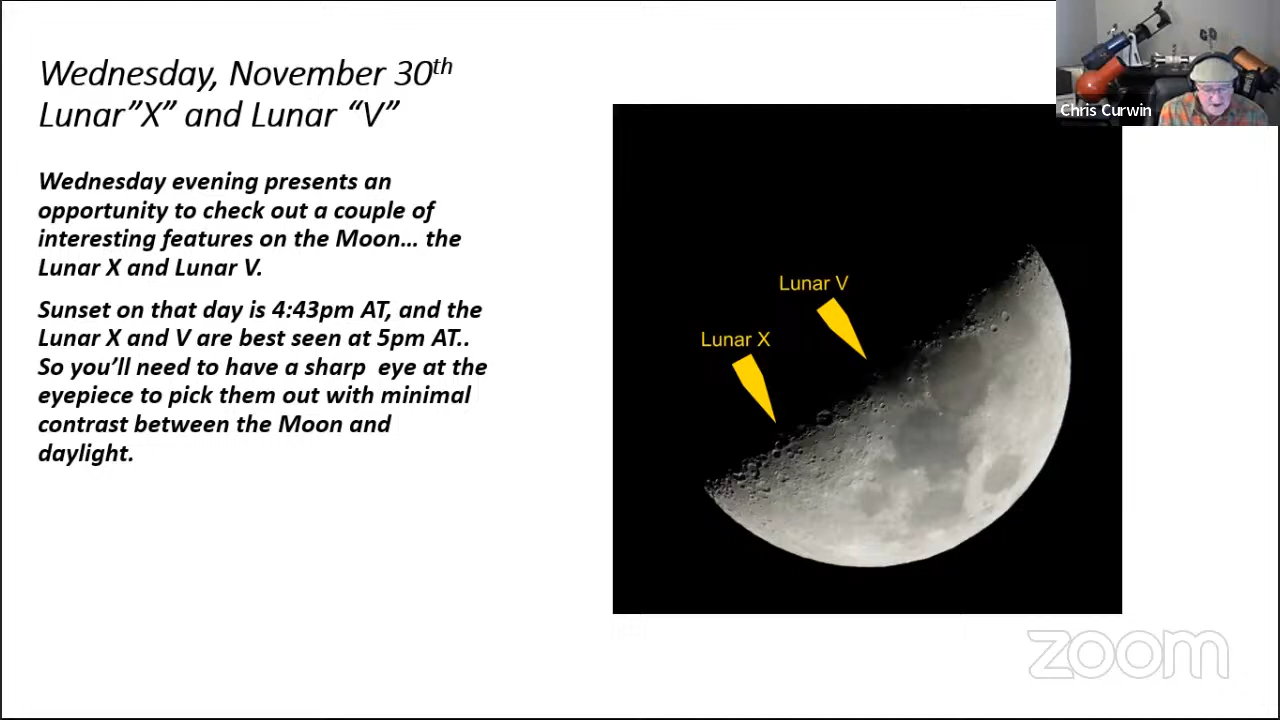 Wednesday, November 30th
Lunar”X” and Lunar “V”
Wednesday evening presents an
opportunity to check out a couple of
interesting features on the Moon… the
Lunar X and Lunar V.
Sunset on that day is 4:43pm AT, and the
Lunar X and V are best seen at 5pm AT..
So you’ll need to have a sharp eye at the
eyepiece to pick them out with minimal
contrast between the Moon and
daylight.
Lunar V
Lunar X
Chris Curwin
zoom